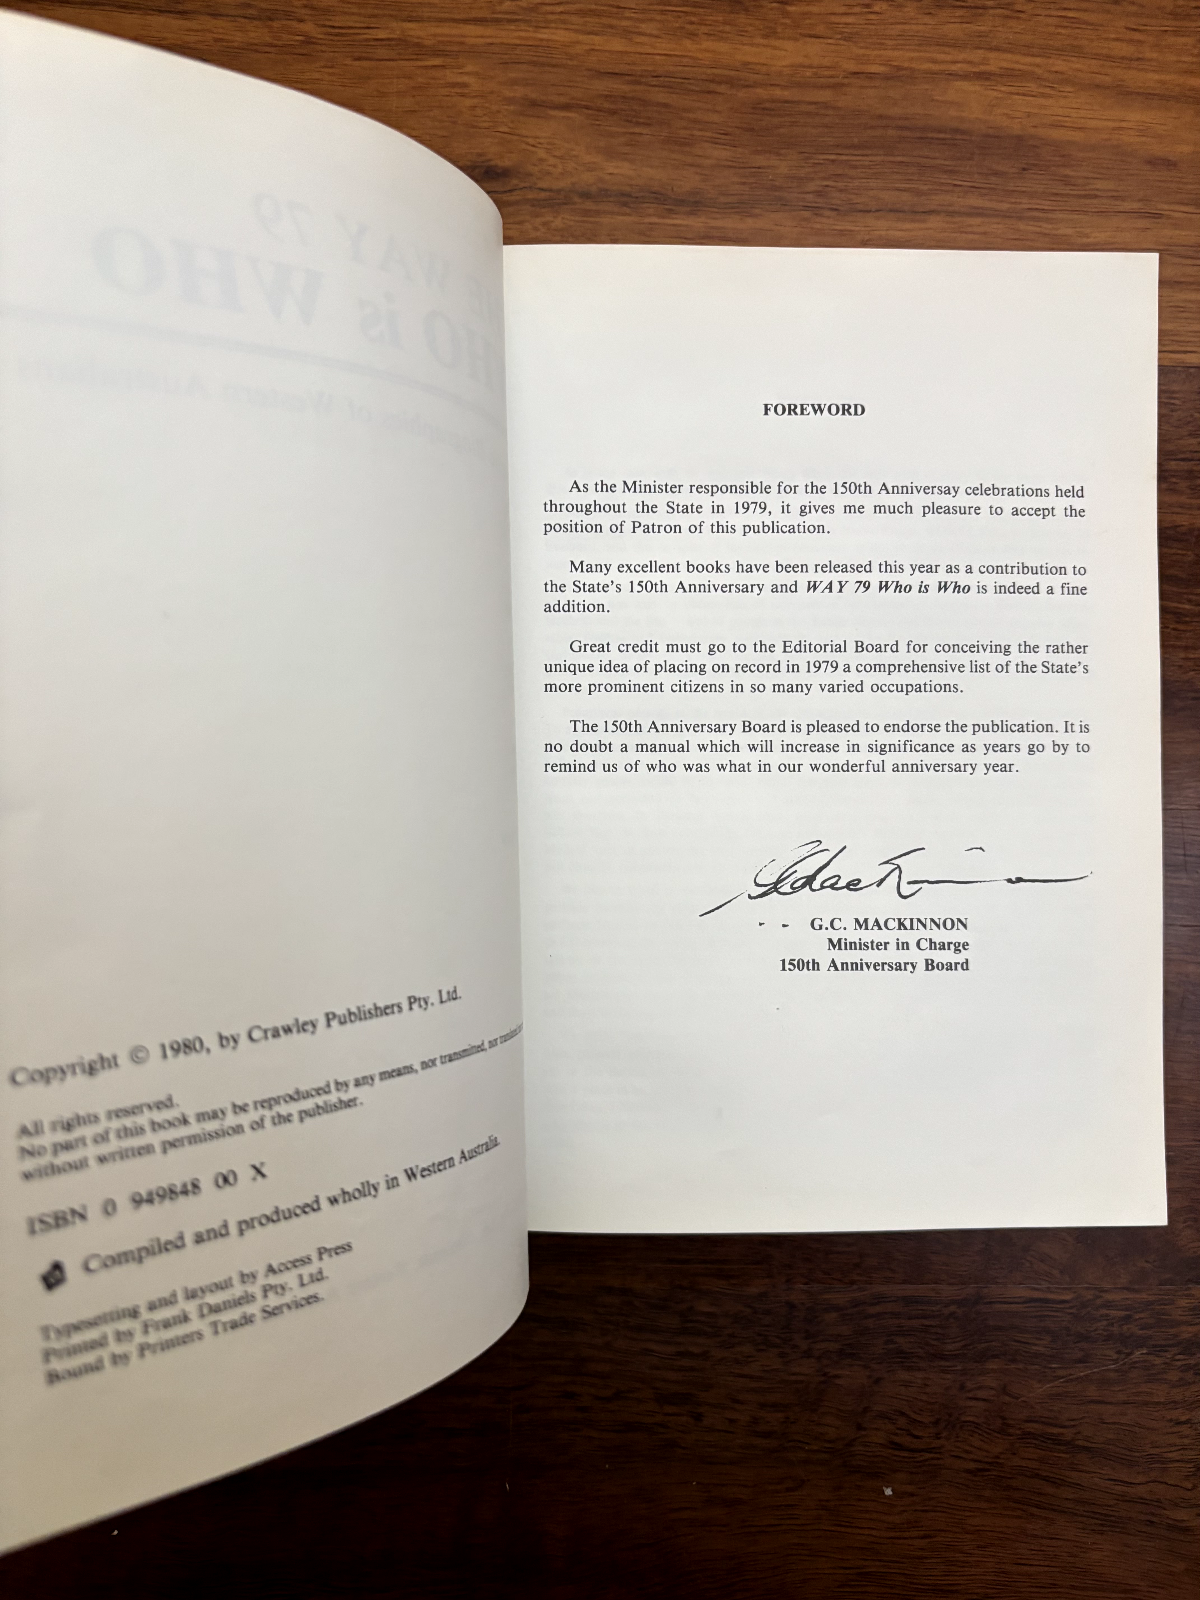 Copyright © 1980, by Crawley Publishers Pty. Ltd.
All rights reserved.
No part of this book may be reproduced by any means, nor transmitted, nor translated
without written permission of the publisher.
ISBN 0 949848 00 X
Compiled and produced wholly in Western Australia.
Typesetting and layout by Access Press
Printed by Frank Daniels Pty. Ltd.
Bound by Printers Trade Services.
FOREWORD
As the Minister responsible for the 150th Anniversay celebrations held
throughout the State in 1979, it gives me much pleasure to accept the
position of Patron of this publication.
Many excellent books have been released this year as a contribution to
the State's 150th Anniversary and WAY 79 Who is Who is indeed a fine
addition.
Great credit must go to the Editorial Board for conceiving the rather
unique idea of placing on record in 1979 a comprehensive list of the State's
more prominent citizens in so many varied occupations.
The 150th Anniversary Board is pleased to endorse the publication. It is
no doubt a manual which will increase in significance as years go by to
remind us of who was what in our wonderful anniversary year.
G.C. MACKINNON
Minister in Charge
150th Anniversary Board